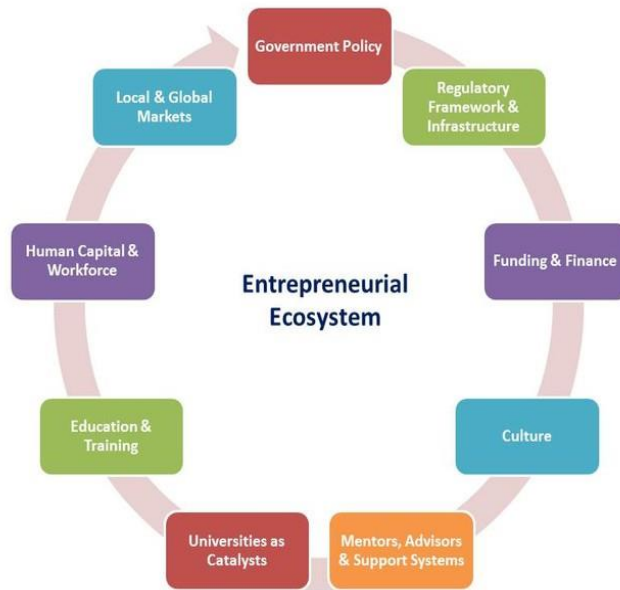 Government Policy
Regulatory
Framework &
Infrastructure
Funding & Finance
Culture
Mentors, Advisors
& Support Systems
Universities as
Catalysts
Education &
Training
Human Capital &
Workforce
Local & Global
Markets
Entrepreneurial
Ecosystem